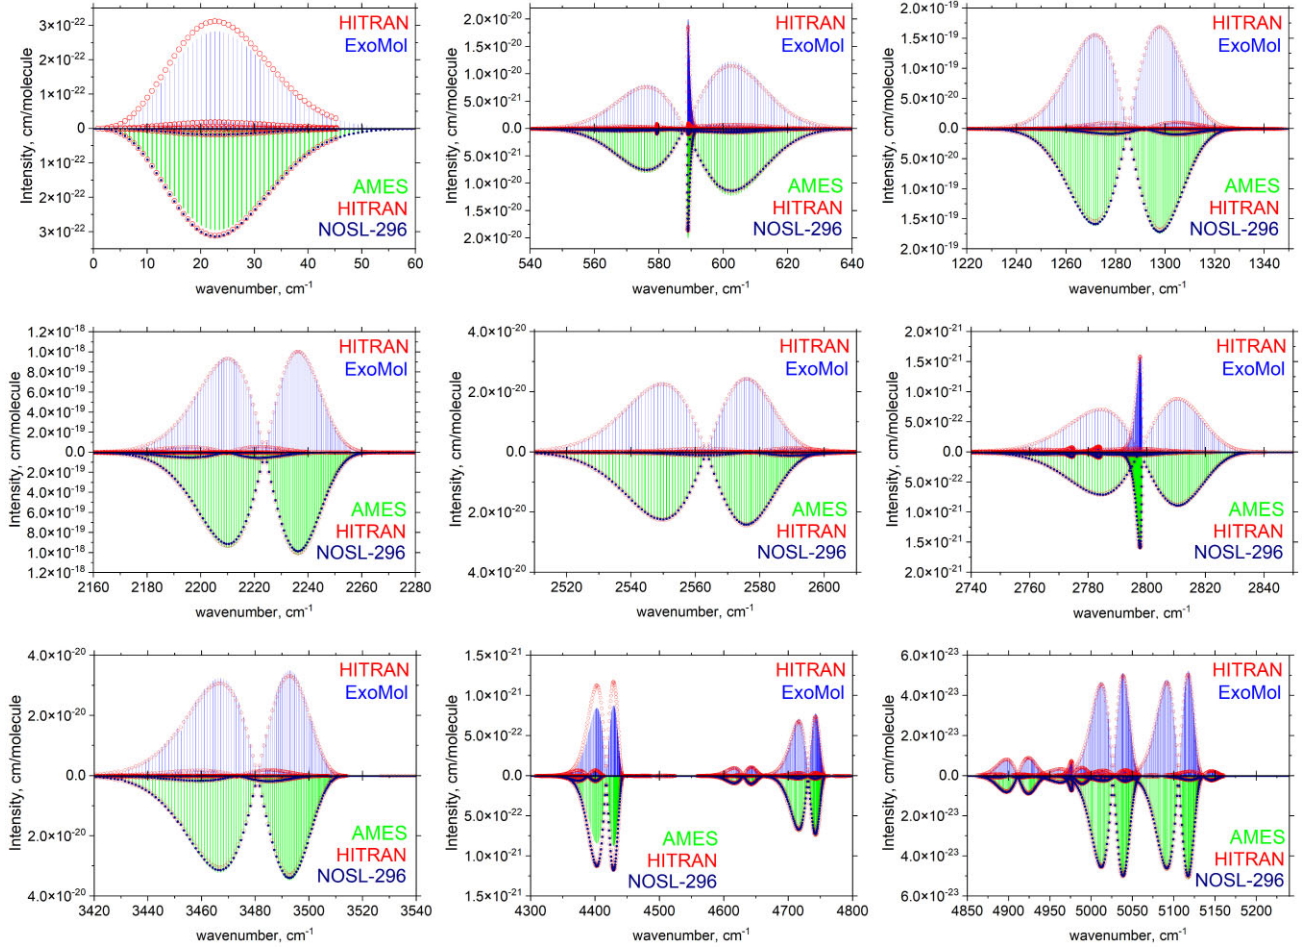 HITRAN
ExoMol
AMES
HITRAN
NOSL-296
Intensity, cm/molecule
3×10⁻²²
2×10⁻²²
1×10⁻²²
0
1×10⁻²²
2×10⁻²²
3×10⁻²²
0 10 20 30 40 50 60
wavenumber, cm⁻¹
HITRAN
ExoMol
AMES
HITRAN
NOSL-296
Intensity, cm/molecule
2.0×10⁻²⁰
1.5×10⁻²⁰
1.0×10⁻²⁰
5.0×10⁻²¹
0.0
5.0×10⁻²¹
1.0×10⁻²⁰
1.5×10⁻²⁰
2.0×10⁻²⁰
540 560 580 600 620 640
wavenumber, cm⁻¹
HITRAN
ExoMol
AMES
HITRAN
NOSL-296
Intensity, cm/molecule
2.0×10⁻¹⁹
1.5×10⁻¹⁹
1.0×10⁻¹⁹
5.0×10⁻²⁰
0.0
5.0×10⁻²⁰
1.0×10⁻¹⁹
1.5×10⁻¹⁹
2.0×10⁻¹⁹
1220 1240 1260 1280 1300 1320 1340
wavenumber, cm⁻¹
HITRAN
ExoMol
AMES
HITRAN
NOSL-296
Intensity, cm/molecule
1.2×10⁻¹⁸
1.0×10⁻¹⁸
8.0×10⁻¹⁹
6.0×10⁻¹⁹
4.0×10⁻¹⁹
2.0×10⁻¹⁹
0.0
2.0×10⁻¹⁹
4.0×10⁻¹⁹
6.0×10⁻¹⁹
8.0×10⁻¹⁹
1.0×10⁻¹⁸
1.2×10⁻¹⁸
2160 2180 2200 2220 2240 2260 2280
wavenumber, cm⁻¹
HITRAN
ExoMol
AMES
HITRAN
NOSL-296
Intensity, cm/molecule
4.0×10⁻²⁰
2.0×10⁻²⁰
0.0
2.0×10⁻²⁰
4.0×10⁻²⁰
2520 2540 2560 2580 2600
wavenumber, cm⁻¹
HITRAN
ExoMol
AMES
HITRAN
NOSL-296
Intensity, cm/molecule
2.0×10⁻²¹
1.5×10⁻²¹
1.0×10⁻²¹
5.0×10⁻²²
0.0
5.0×10⁻²²
1.0×10⁻²¹
1.5×10⁻²¹
2.0×10⁻²¹
2740 2760 2780 2800 2820 2840
wavenumber, cm⁻¹
HITRAN
ExoMol
AMES
HITRAN
NOSL-296
Intensity, cm/molecule
4.0×10⁻²⁰
2.0×10⁻²⁰
0.0
2.0×10⁻²⁰
4.0×10⁻²⁰
3420 3440 3460 3480 3500 3520 3540
wavenumber, cm⁻¹
HITRAN
ExoMol
AMES
HITRAN
NOSL-296
Intensity, cm/molecule
1.5×10⁻²¹
1.0×10⁻²¹
5.0×10⁻²²
0.0
5.0×10⁻²²
1.0×10⁻²¹
1.5×10⁻²¹
4300 4400 4500 4600 4700 4800
wavenumber, cm⁻¹
HITRAN
ExoMol
AMES
HITRAN
NOSL-296
Intensity, cm/molecule
6.0×10⁻²³
4.0×10⁻²³
2.0×10⁻²³
0.0
2.0×10⁻²³
4.0×10⁻²³
6.0×10⁻²³
4850 4900 4950 5000 5050 5100 5150 5200
wavenumber, cm⁻¹